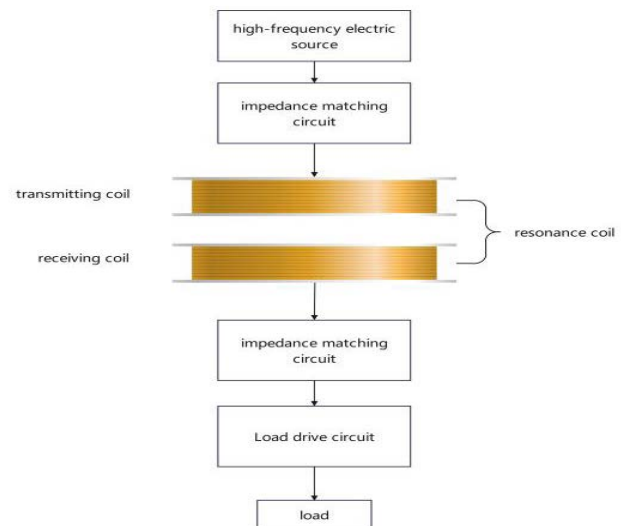 high-frequency electric
source
impedance matching
circuit
transmitting coil
receiving coil
resonance coil
impedance matching
circuit
Load drive circuit
load